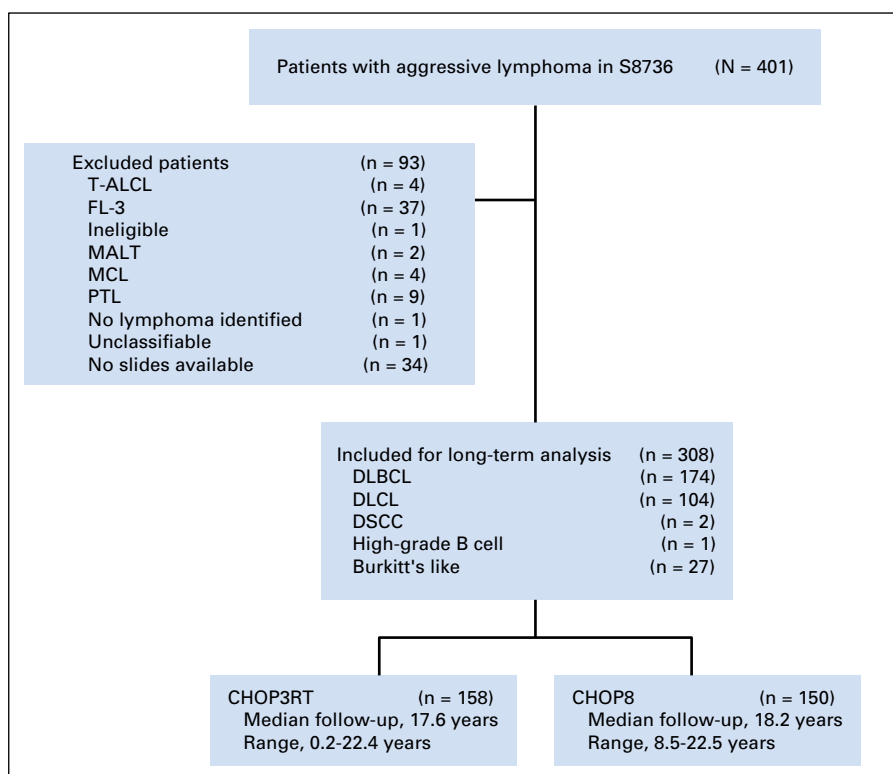 Patients with aggressive lymphoma in S8736 (N = 401)
Excluded patients (n = 93)
T-ALCL (n = 4)
FL-3 (n = 37)
Ineligible (n = 1)
MALT (n = 2)
MCL (n = 4)
PTL (n = 9)
No lymphoma identified (n = 1)
Unclassifiable (n = 1)
No slides available (n = 34)
Included for long-term analysis (n = 308)
DLBCL (n = 174)
DLCL (n = 104)
DSCC (n = 2)
High-grade B cell (n = 1)
Burkitt's like (n = 27)
CHOP3RT (n = 158)
Median follow-up, 17.6 years
Range, 0.2-22.4 years
CHOP8 (n = 150)
Median follow-up, 18.2 years
Range, 8.5-22.5 years